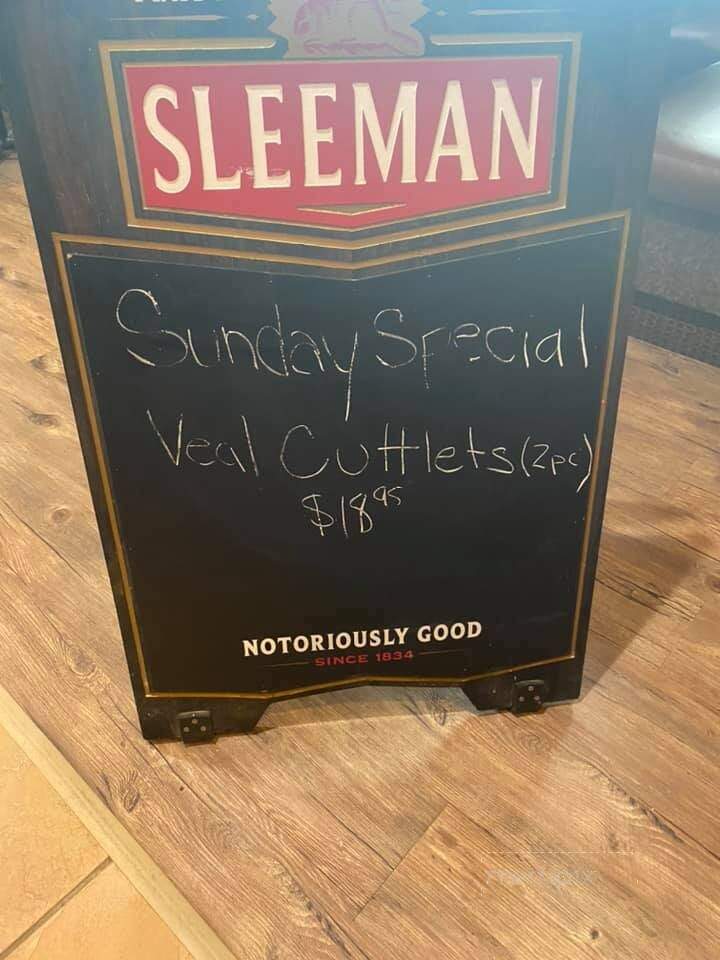 SLEEMAN
Sunday Special
Veal Cuttlets (2pc)
$18.95
NOTORIOUSLY GOOD
SINCE 1834